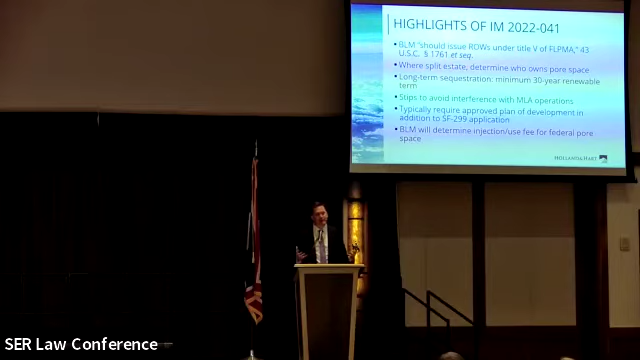 HIGHLIGHTS OF IM 2022-041
• BLM “should issue ROWs under title V of FLPMA,” 43
U.S.C. § 1761 et seq.
• Where split estate, determine who owns pore space
• Long-term sequestration: minimum 30-year renewable
term
• Stips to avoid interference with MLA operations
• Typically require approved plan of development in
addition to SF-299 application
• BLM will determine injection/use fee for federal pore
space
HOLLAND & HART
SER Law Conference